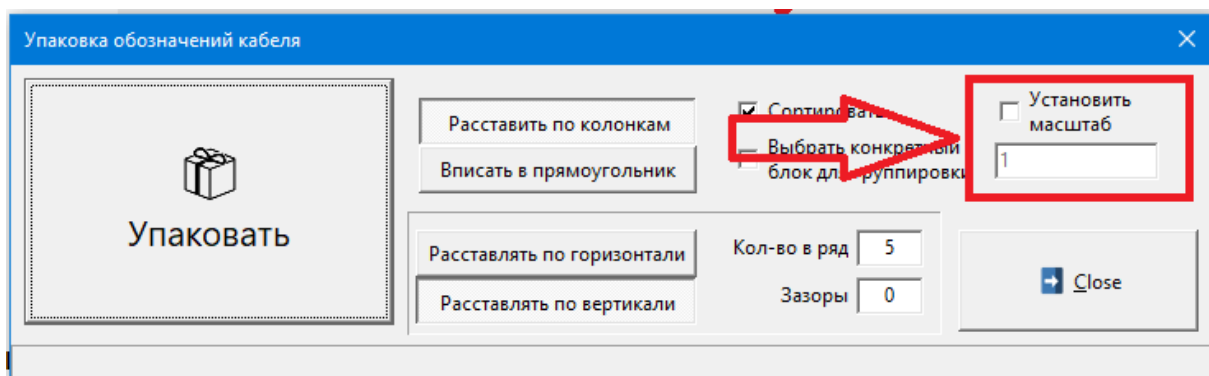 Упаковка обозначений кабеля
Упаковать
Расставить по колонкам
Вписать в прямоугольник
Сортировать
Выбрать конкретный
блок для группировки
Установить
масштаб
1
Расставлять по горизонтали
Расставлять по вертикали
Кол-во в ряд 5
Зазоры 0
Close